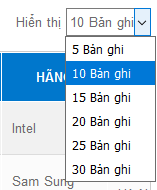 Hiển thị 10 Bản ghi
5 Bản ghi
HÃNG
10 Bản ghi
15 Bản ghi
Intel
20 Bản ghi
25 Bản ghi
30 Bản ghi
Sam Sung